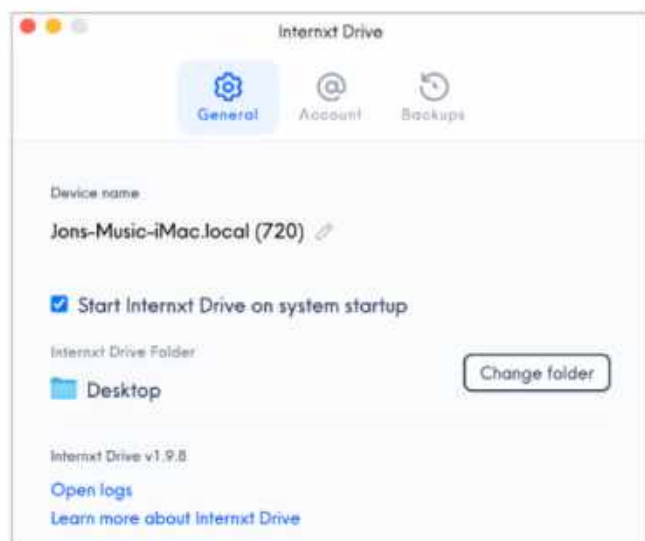 Internxt Drive
General Account Backups
Device name
Jons-Music-iMac.local (720)
Start Internxt Drive on system startup
Internxt Drive Folder
Desktop
Change folder
Internxt Drive v1.9.8
Open logs
Learn more about Internxt Drive